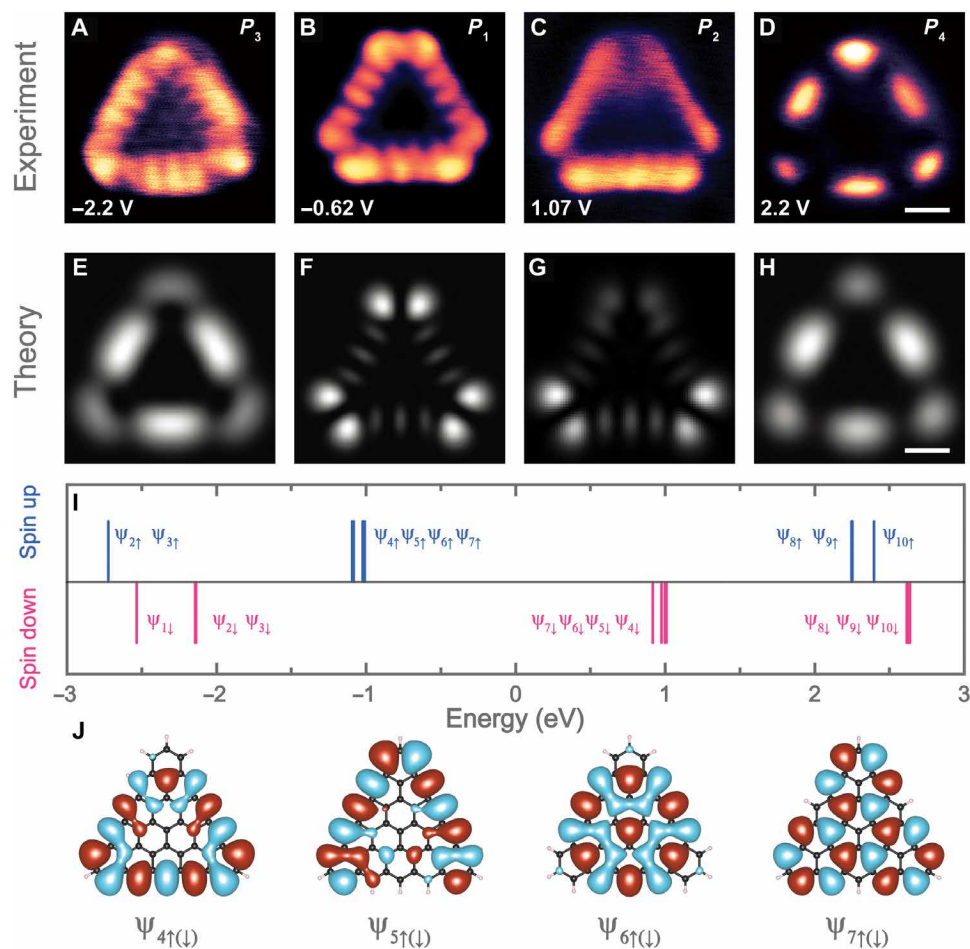 Experiment
A P₃ B P₁ C P₂ D P₄
−2.2 V −0.62 V 1.07 V 2.2 V
Theory
E F G H
I
Spin up
Ψ2↑ Ψ3↑ Ψ4↑ Ψ5↑ Ψ6↑ Ψ7↑ Ψ8↑ Ψ9↑ Ψ10↑
Spin down
Ψ1↓ Ψ2↓ Ψ3↓ Ψ7↓ Ψ6↓ Ψ5↓ Ψ4↓ Ψ8↓ Ψ9↓ Ψ10↓
−3 −2 −1 0 1 2 3
Energy (eV)
J
Ψ4↑(↓) Ψ5↑(↓) Ψ6↑(↓) Ψ7↑(↓)